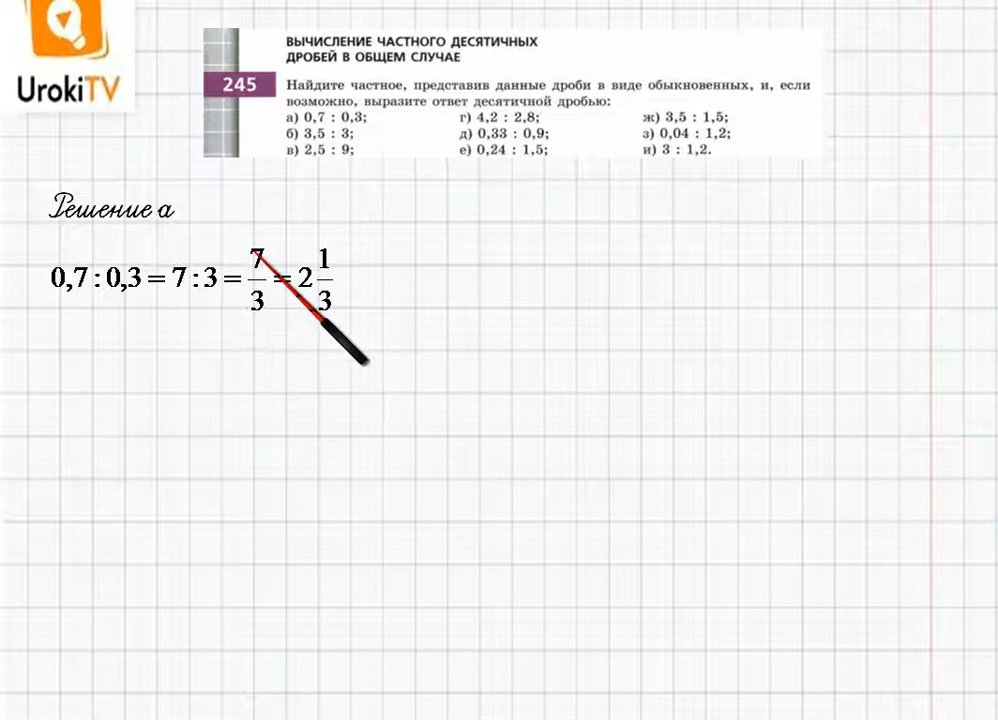 UrokiTV
ВЫЧИСЛЕНИЕ ЧАСТНОГО ДЕСЯТИЧНЫХ
ДРОБЕЙ В ОБЩЕМ СЛУЧАЕ
245 Найдите частное, представив данные дроби в виде обыкновенных, и, если
возможно, выразите ответ десятичной дробью:
а) 0,7 : 0,3; г) 4,2 : 2,8; ж) 3,5 : 1,5;
б) 3,5 : 3; д) 0,33 : 0,9; з) 0,04 : 1,2;
в) 2,5 : 9; е) 0,24 : 1,5; и) 3 : 1,2.
Решение а
0,7 : 0,3 = 7 : 3 = 7/3 = 2 1/3